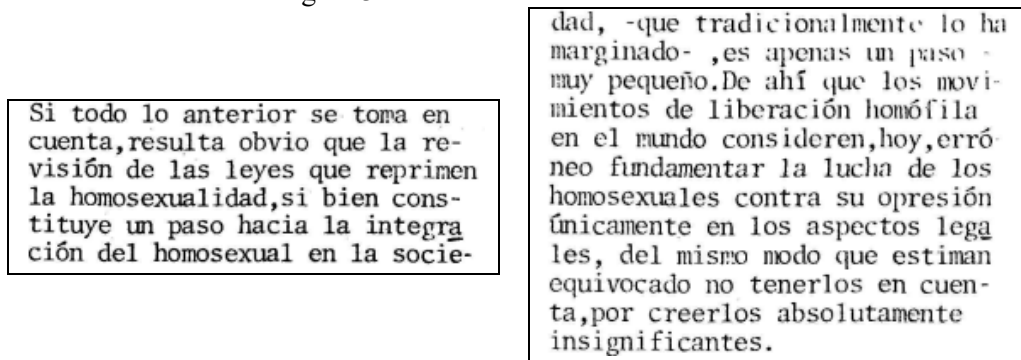 Si todo lo anterior se toma en
cuenta,resulta obvio que la re-
visión de las leyes que reprimen
la homosexualidad,si bien cons-
tituye un paso hacia la integra
ción del homosexual en la socie-
dad, -que tradicionalmente lo ha
marginado- ,es apenas un paso -
muy pequeño.De ahí que los movi-
mientos de liberación homófila
en el mundo consideren,hoy,erró
neo fundamentar la lucha de los
homosexuales contra su opresión
únicamente en los aspectos lega
les, del mismo modo que estiman
equivocado no tenerlos en cuen-
ta,por creerlos absolutamente
insignificantes.